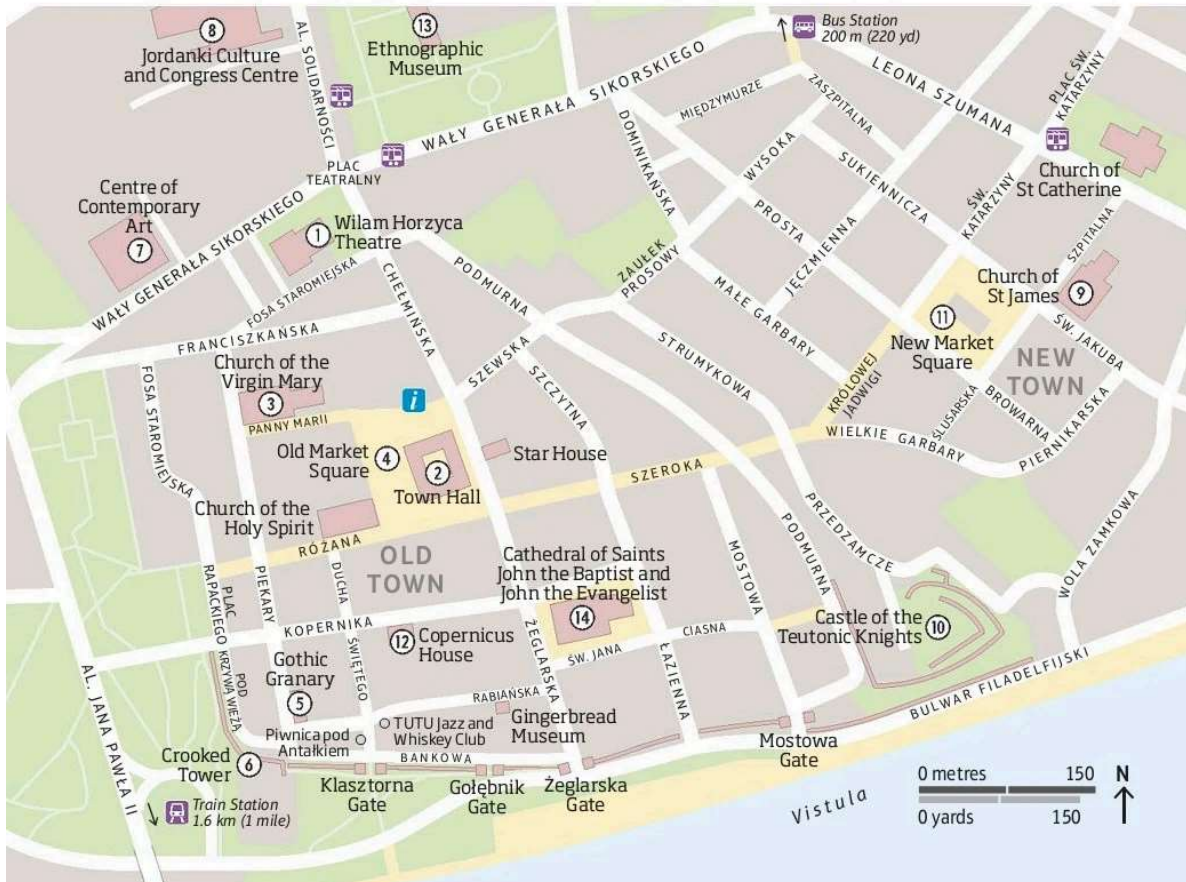 8
Jordanki Culture
and Congress Centre
AL. SOLIDARNOŚCI
13
Ethnographic
Museum
Bus Station
200 m (220 yd)
LEONA SZUMANA
PLAC ŚW.
KATARZYNY
WAŁY GENERAŁA SIKORSKIEGO
MIĘDZYMURZE
ZASZPITALNA
DOMINIKAŃSKA
WYSOKA
SUKIENNICZA
Church of
St Catherine
PLAC
TEATRALNY
Centre of
Contemporary
Art
7
WAŁY GENERAŁA SIKORSKIEGO
1
Wilam Horzyca
Theatre
FOSA STAROMIEJSKA
CHEŁMIŃSKA
PODMURNA
ZAUŁEK
PROSOWY
PROSTA
JĘCZMIENNA
ŚW.
KATARZYNY
SZPITALNA
Church of
St James
9
MAŁE GARBARY
11
New Market
Square
NEW
TOWN
ŚW. JAKUBA
FRANCISZKAŃSKA
FOSA STAROMIEJSKA
Church of the
Virgin Mary
3
PANNY MARII
i
SZEWSKA
SZCZYTNA
STRUMYKOWA
KRÓLOWEJ
JADWIGI
ŚLUSARSKA
BROWARNA
PIERNIKARSKA
WIELKIE GARBARY
Old Market
Square
4
2
Town Hall
Star House
SZEROKA
Church of the
Holy Spirit
RÓŻANA
OLD
TOWN
PRZEDZAMCZE
WOLA ZAMKOWA
PLAC
RAPACKIEGO
PIEKARY
DUCHA
ŚWIĘTEGO
Cathedral of Saints
John the Baptist and
John the Evangelist
14
MOSTOWA
PODMURNA
Castle of the
Teutonic Knights
10
KOPERNIKA
12
Copernicus
House
ŻEGLARSKA
CIASNA
ŚW. JANA
ŁAZIENNA
AL. JANA PAWŁA II
POD
KRZYWĄ WIEŻĄ
Gothic
Granary
5
RABIAŃSKA
BULWAR FILADELFIJSKI
Piwnica pod
Antałkiem
TUTU Jazz and
Whiskey Club
Gingerbread
Museum
Crooked
Tower
6
BANKOWA
Klasztorna
Gate
Gołębnik
Gate
Żeglarska
Gate
Mostowa
Gate
Train Station
1.6 km (1 mile)
Vistula
0 metres 150
0 yards 150
N